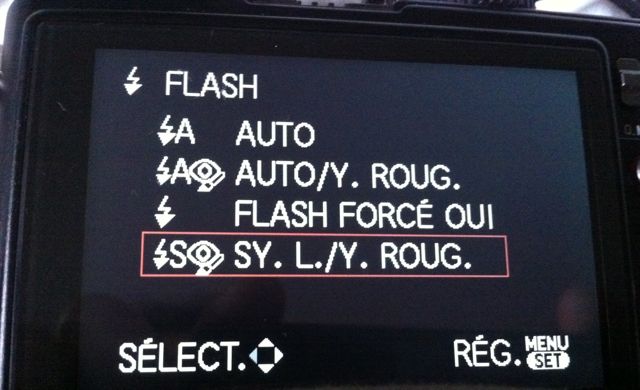 FLASH
A AUTO
A AUTO/Y. ROUG.
FLASH FORCÉ OUI
S SY. L./Y. ROUG.
SÉLECT. RÉG. MENU SET